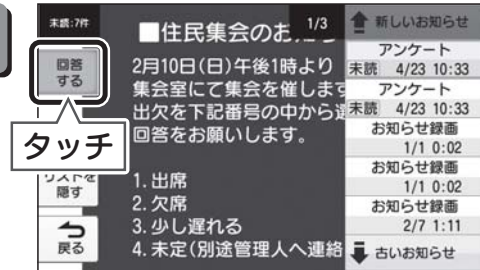 未読:7件
回答
する
タッチ
リストを
隠す
戻る
■住民集会のお
1/3
2月10日(日)午後1時より
集会室にて集会を催します
出欠を下記番号の中から選
回答をお願いします。
1. 出席
2. 欠席
3. 少し遅れる
4. 未定(別途管理人へ連絡
新しいお知らせ
アンケート
未読 4/23 10:33
アンケート
未読 4/23 10:33
お知らせ録画
1/1 0:02
お知らせ録画
1/1 0:02
お知らせ録画
2/7 1:11
古いお知らせ